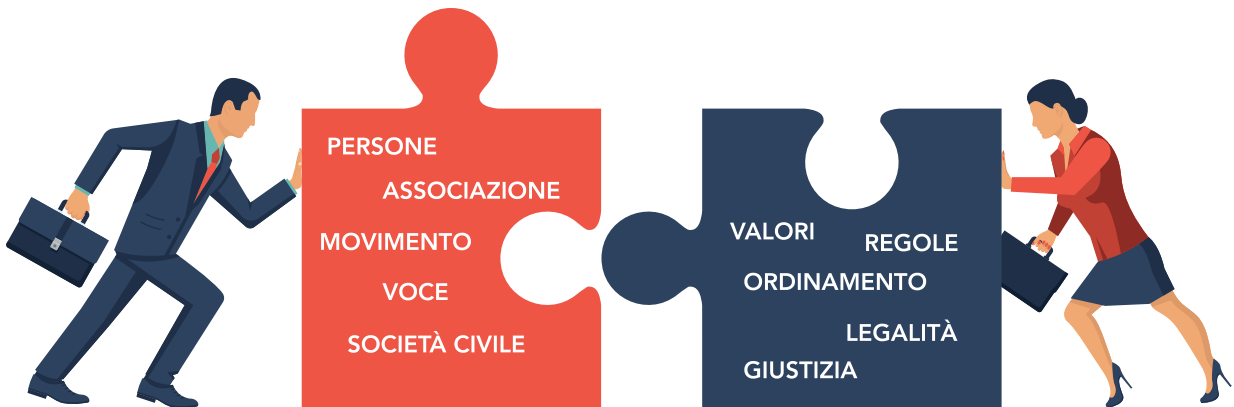 PERSONE
ASSOCIAZIONE
MOVIMENTO
VOCE
SOCIETÀ CIVILE
VALORI
REGOLE
ORDINAMENTO
LEGALITÀ
GIUSTIZIA